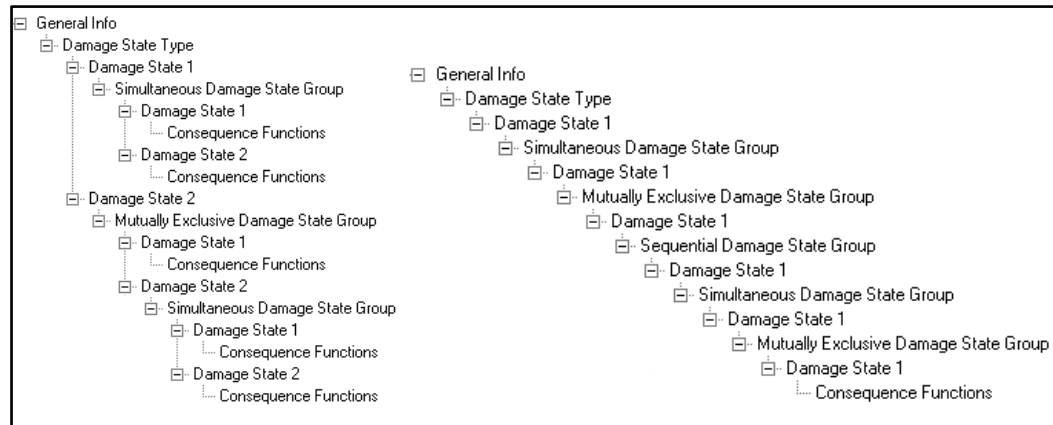 General Info
Damage State Type
Damage State 1
Simultaneous Damage State Group
Damage State 1
Consequence Functions
Damage State 2
Consequence Functions
Damage State 2
Mutually Exclusive Damage State Group
Damage State 1
Consequence Functions
Damage State 2
Simultaneous Damage State Group
Damage State 1
Consequence Functions
Damage State 2
Consequence Functions
General Info
Damage State Type
Damage State 1
Simultaneous Damage State Group
Damage State 1
Mutually Exclusive Damage State Group
Damage State 1
Sequential Damage State Group
Damage State 1
Simultaneous Damage State Group
Damage State 1
Mutually Exclusive Damage State Group
Damage State 1
Consequence Functions